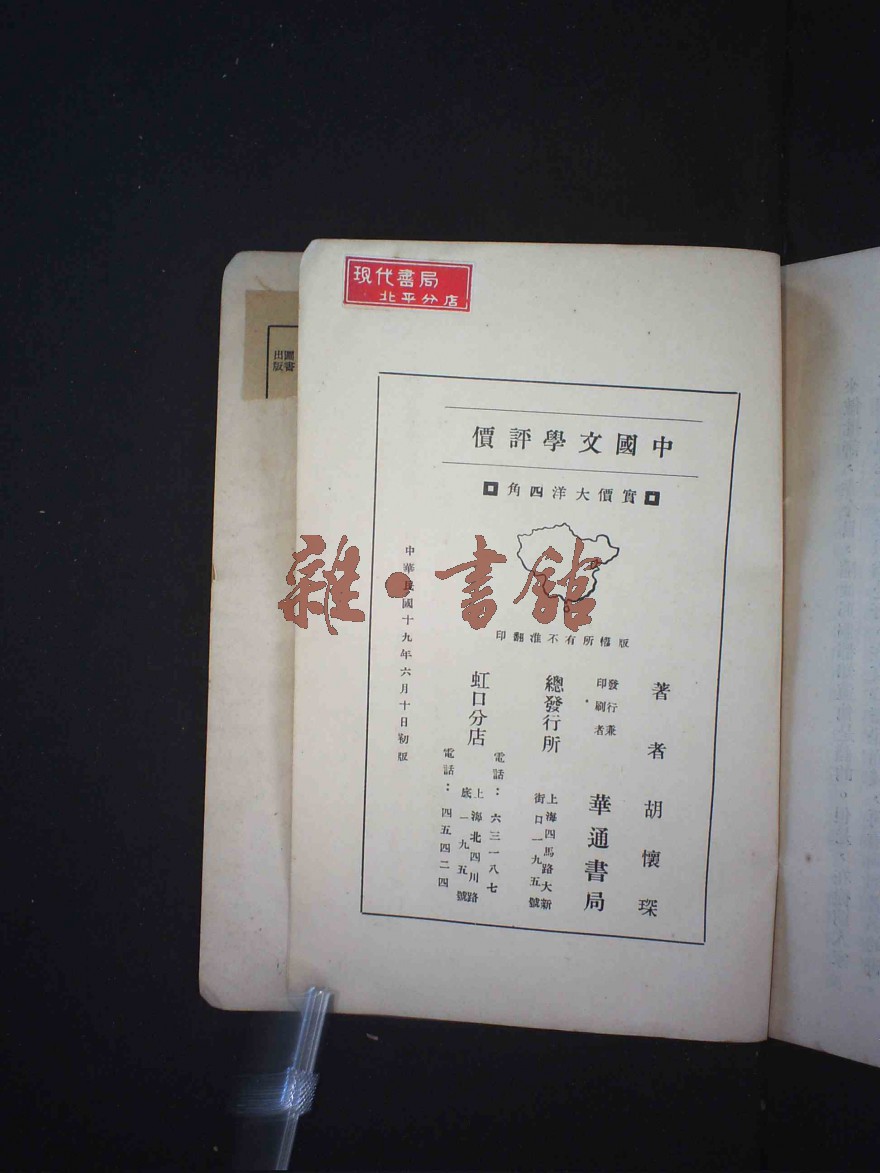 現代書局
北平分店
圖書
出版
中國文學評價
實價大洋四角
雜·書館
版權所有不准翻印
著者 胡懷琛
發行兼
印刷者
華通書局
總發行所
上海四馬路大新
街口一九五號
電話：六三一八七
虹口分店
上海北四川路
底一九五號
電話：四五四二四
中華民國十九年六月十日初版